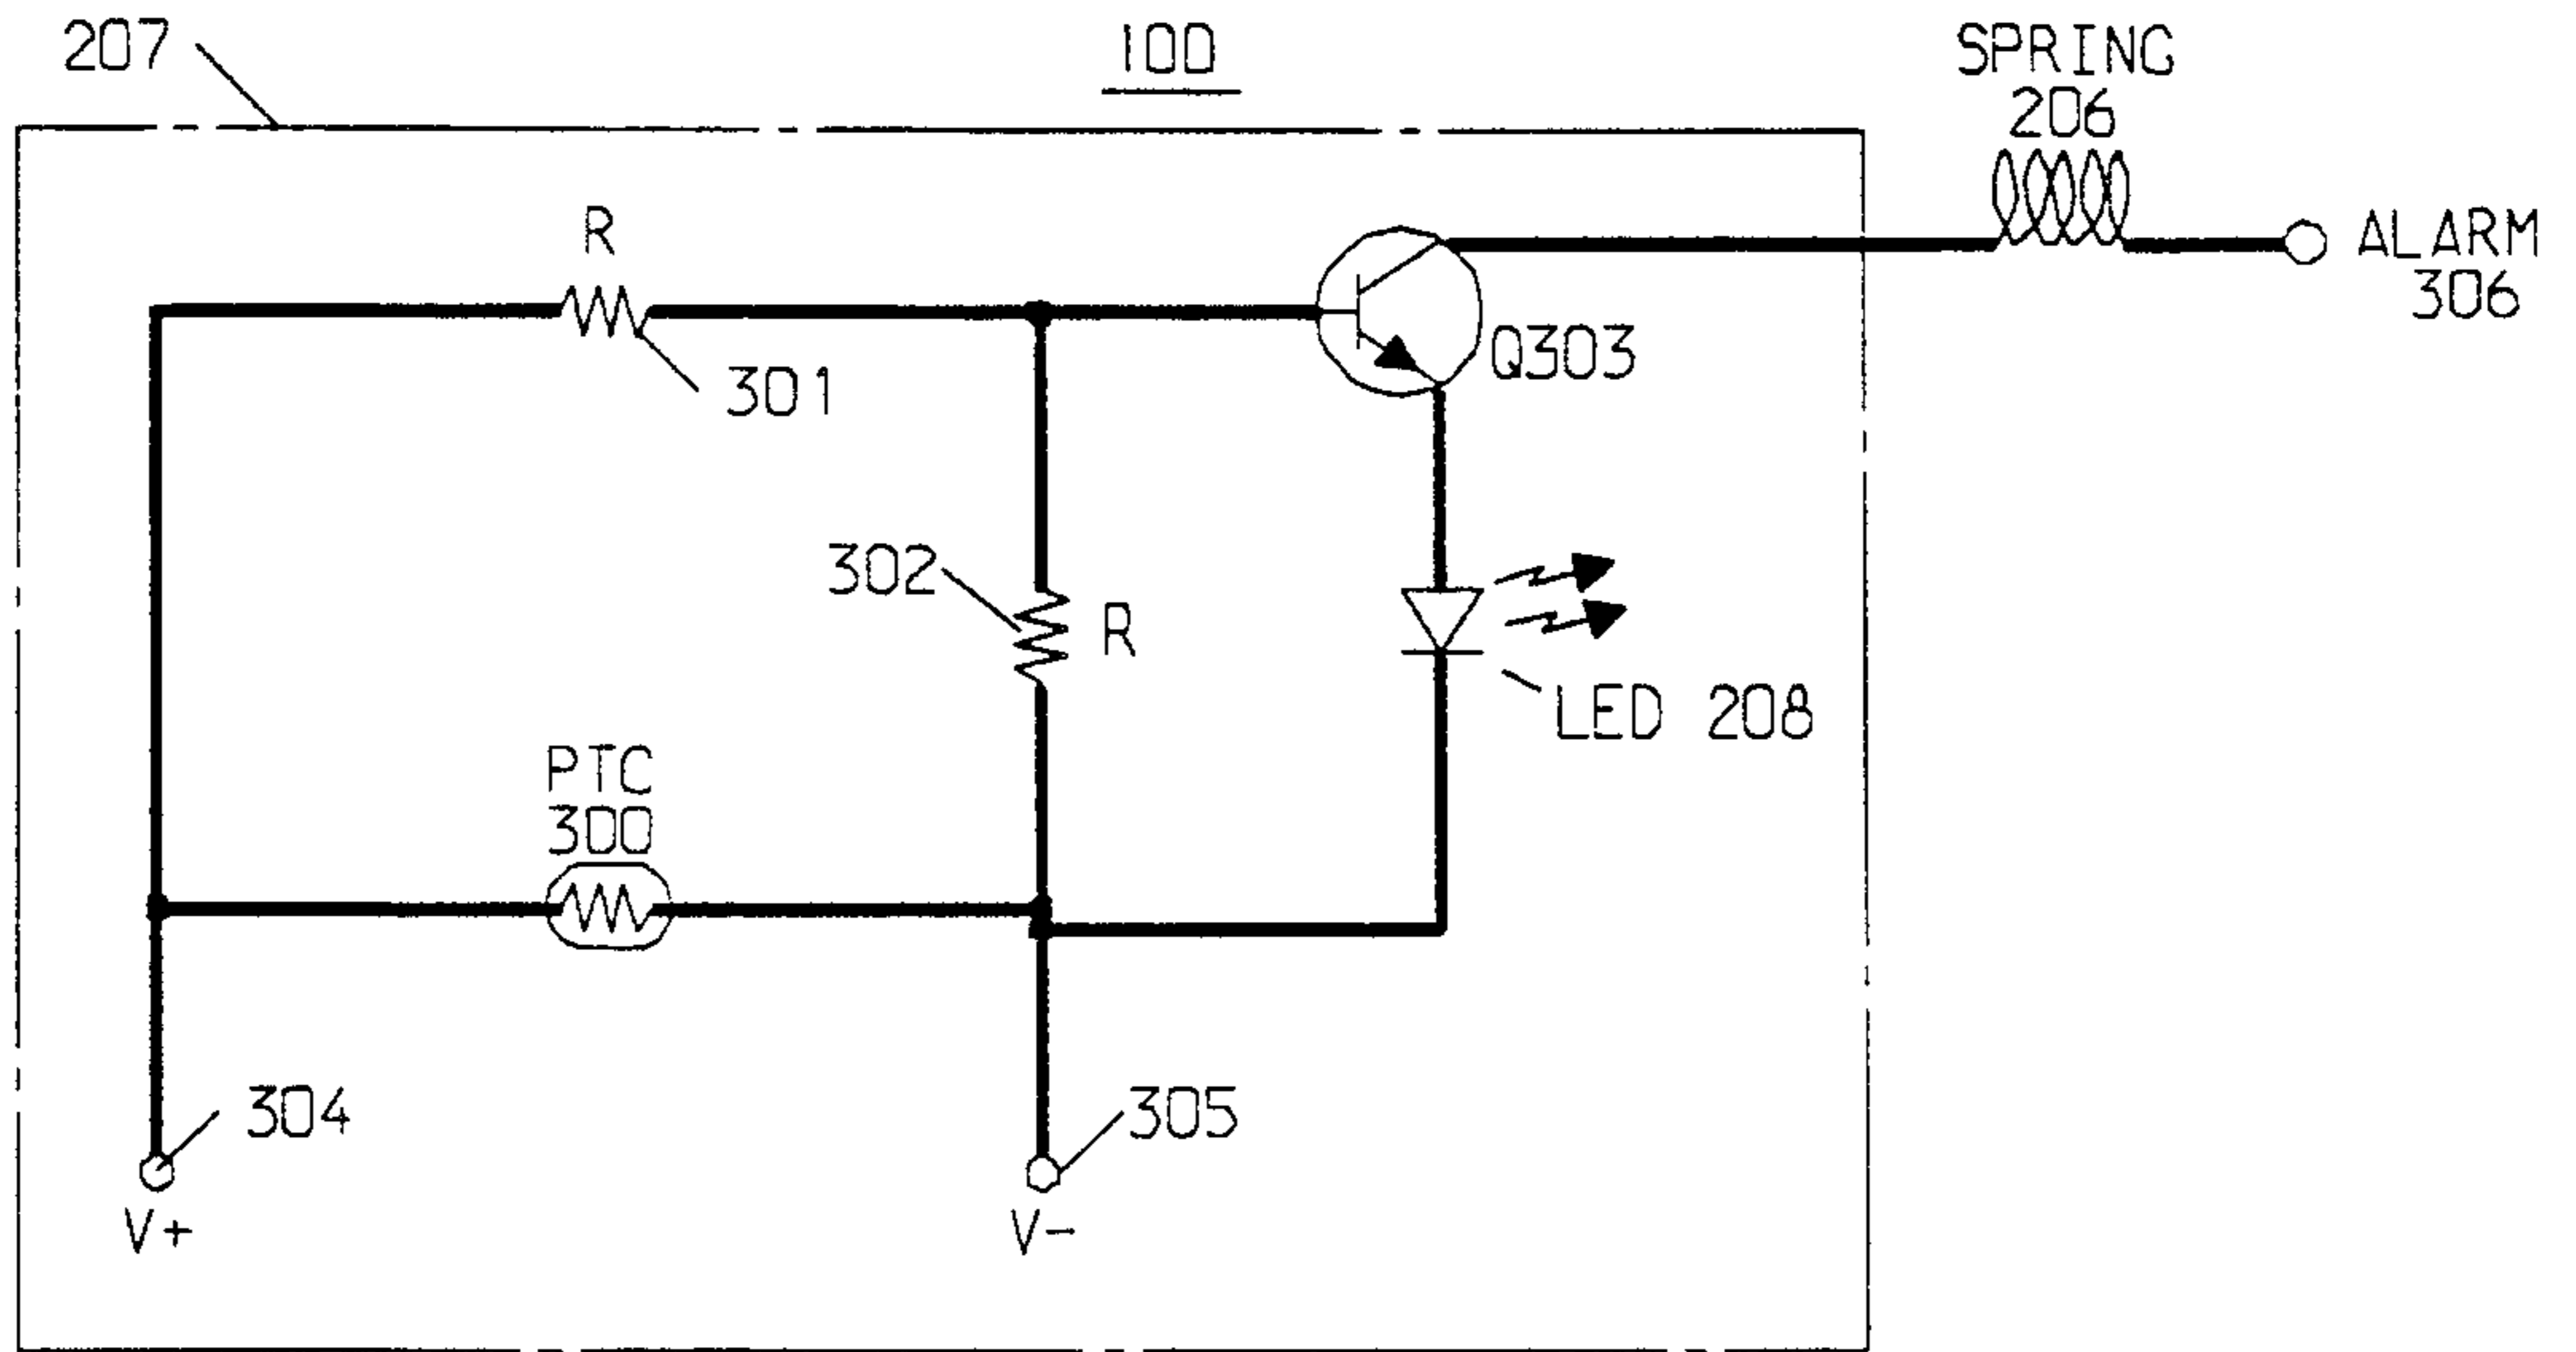 207
100
SPRING
206
ALARM
306
R
301
Q303
302
R
LED 208
PTC
300
304
305
V+
V-